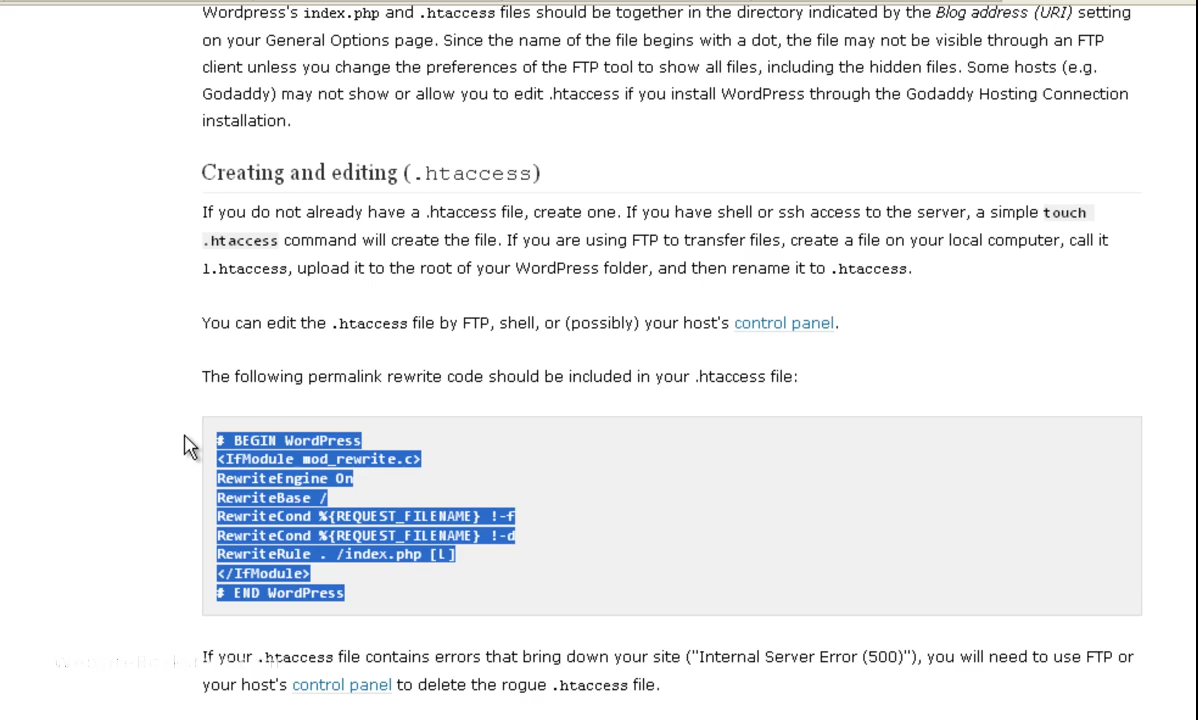 Wordpress's index.php and .htaccess files should be together in the directory indicated by the Blog address (URI) setting
on your General Options page. Since the name of the file begins with a dot, the file may not be visible through an FTP
client unless you change the preferences of the FTP tool to show all files, including the hidden files. Some hosts (e.g.
Godaddy) may not show or allow you to edit .htaccess if you install WordPress through the Godaddy Hosting Connection
installation.
Creating and editing (.htaccess)
If you do not already have a .htaccess file, create one. If you have shell or ssh access to the server, a simple touch
.htaccess command will create the file. If you are using FTP to transfer files, create a file on your local computer, call it
1.htaccess, upload it to the root of your WordPress folder, and then rename it to .htaccess.
You can edit the .htaccess file by FTP, shell, or (possibly) your host's control panel.
The following permalink rewrite code should be included in your .htaccess file:
# BEGIN WordPress
<IfModule mod_rewrite.c>
RewriteEngine On
RewriteBase /
RewriteCond %{REQUEST_FILENAME} !-f
RewriteCond %{REQUEST_FILENAME} !-d
RewriteRule . /index.php [L]
</IfModule>
# END WordPress
If your .htaccess file contains errors that bring down your site ("Internal Server Error (500)"), you will need to use FTP or
your host's control panel to delete the rogue .htaccess file.